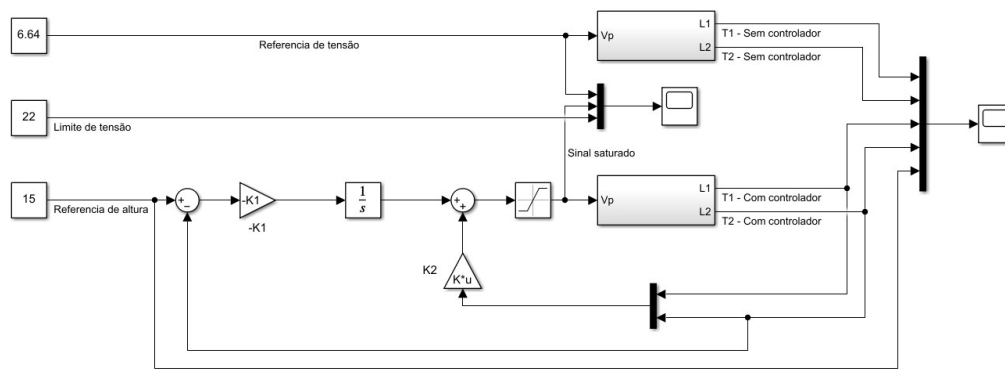 6.64
Referencia de tensão
Vp
L1
L2
T1 - Sem controlador
T2 - Sem controlador
22
Limite de tensão
Sinal saturado
15
Referencia de altura
+
−
-K1
-K1
1
s
+
+
Vp
L1
L2
T1 - Com controlador
T2 - Com controlador
K2
K*u